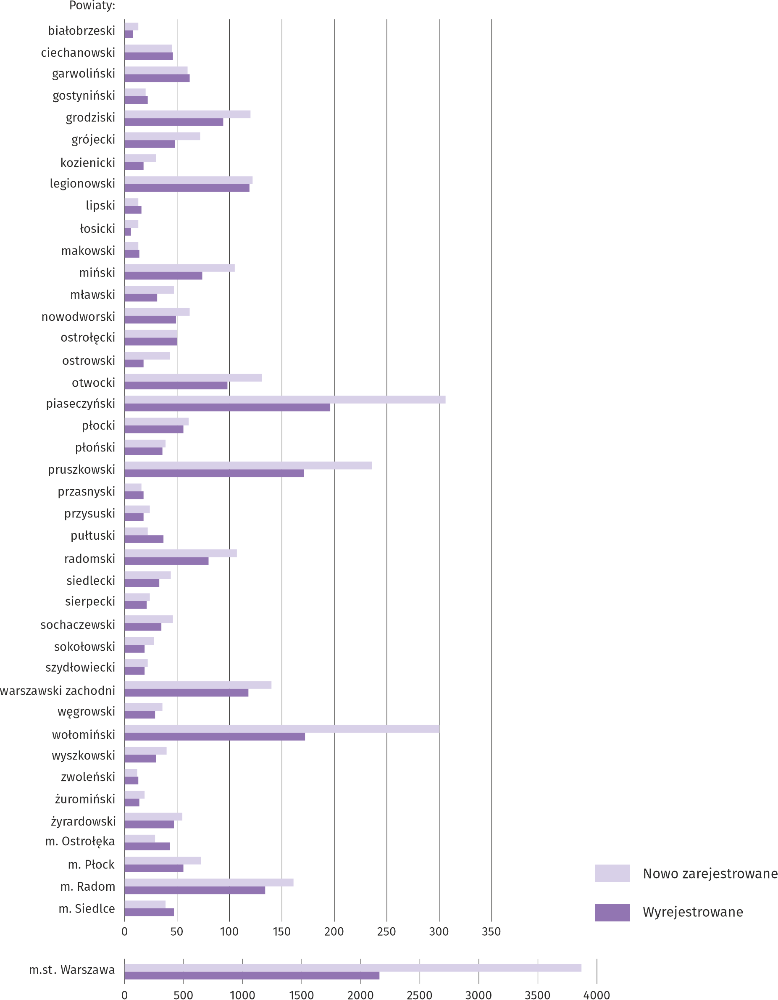 Powiaty:
białobrzeski
ciechanowski
garwoliński
gostyniński
grodziski
grójecki
kozienicki
legionowski
lipski
łosicki
makowski
miński
mławski
nowodworski
ostrołęcki
ostrowski
otwocki
piaseczyński
płocki
płoński
pruszkowski
przasnyski
przysuski
pułtuski
radomski
siedlecki
sierpecki
sochaczewski
sokołowski
szydłowiecki
warszawski zachodni
węgrowski
wołomiński
wyszkowski
zwoleński
żuromiński
żyrardowski
m. Ostrołęka
m. Płock
m. Radom
m. Siedlce
0 50 100 150 200 250 300 350
Nowo zarejestrowane
Wyrejestrowane
m.st. Warszawa
0 500 1000 1500 2000 2500 3000 3500 4000